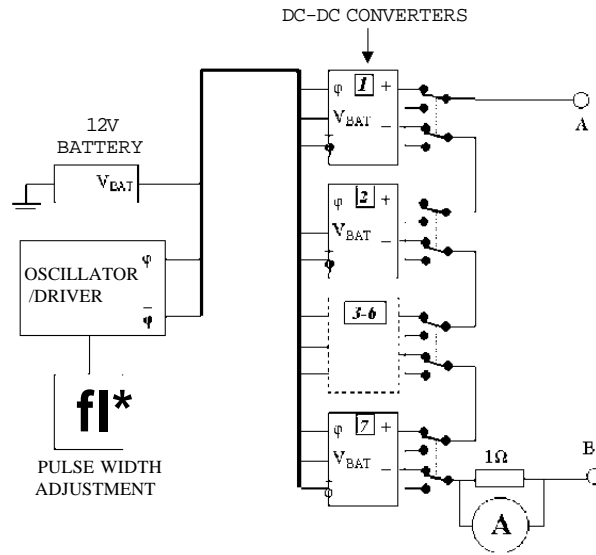 DC-DC CONVERTERS
1
φ +
V_BAT −
φ̄
A
12V
BATTERY
V_BAT
2
φ +
V_BAT −
φ̄
OSCILLATOR
/DRIVER
φ
φ̄
3-6
fl*
PULSE WIDTH
ADJUSTMENT
7
φ +
V_BAT −
φ̄
1Ω
B
A